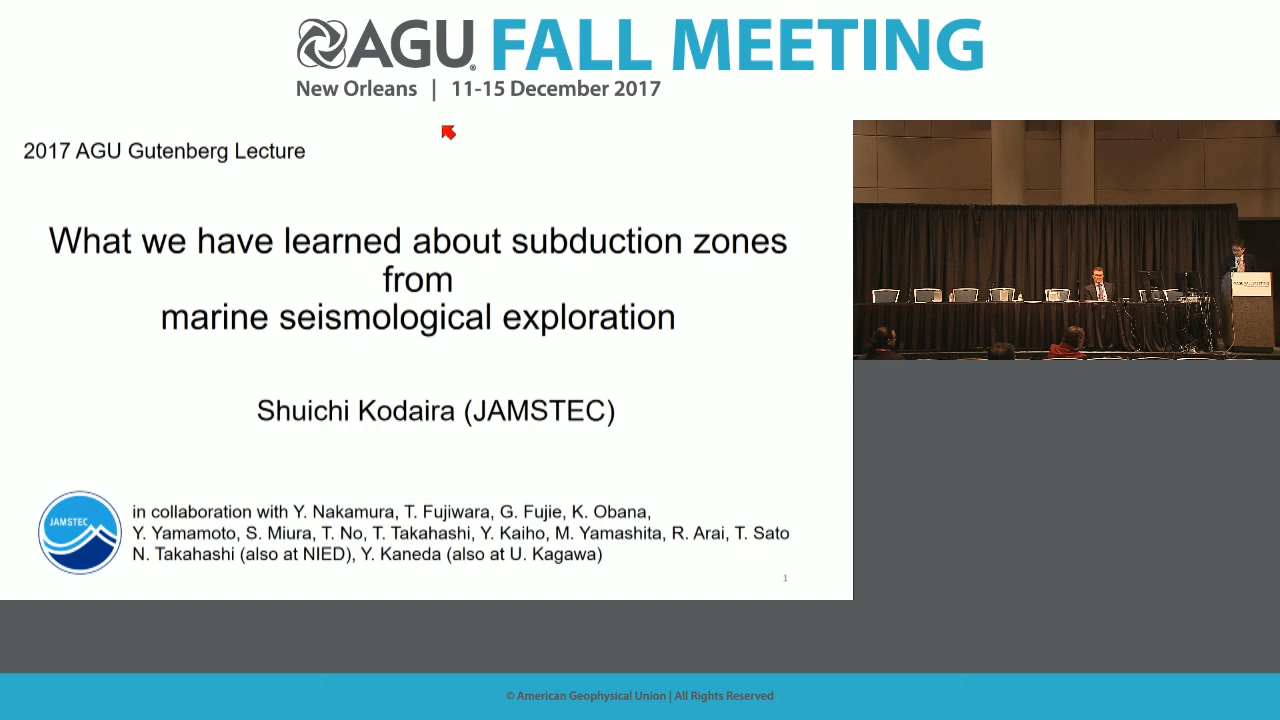 AGU FALL MEETING
New Orleans | 11-15 December 2017
2017 AGU Gutenberg Lecture
What we have learned about subduction zones
from
marine seismological exploration
Shuichi Kodaira (JAMSTEC)
JAMSTEC
in collaboration with Y. Nakamura, T. Fujiwara, G. Fujie, K. Obana,
Y. Yamamoto, S. Miura, T. No, T. Takahashi, Y. Kaiho, M. Yamashita, R. Arai, T. Sato
N. Takahashi (also at NIED), Y. Kaneda (also at U. Kagawa)
1
AGU FALL MEETING
© American Geophysical Union | All Rights Reserved